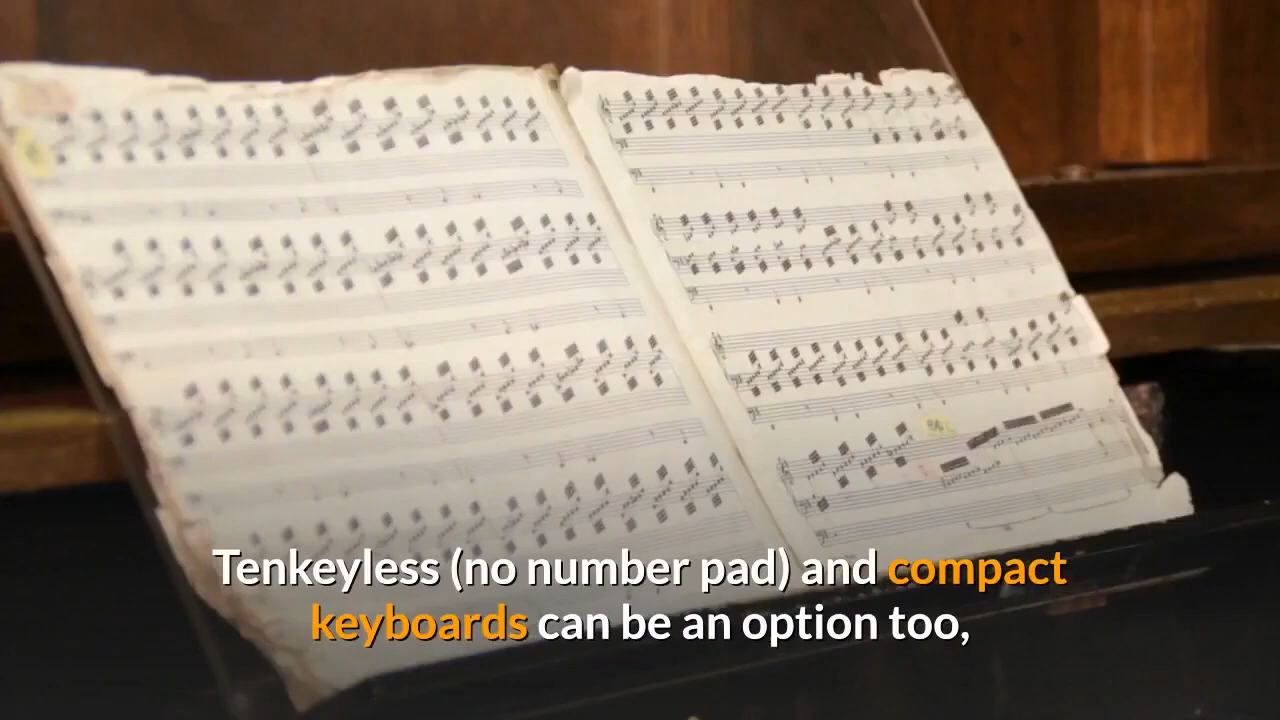 Tenkeyless (no number pad) and compact
keyboards can be an option too,